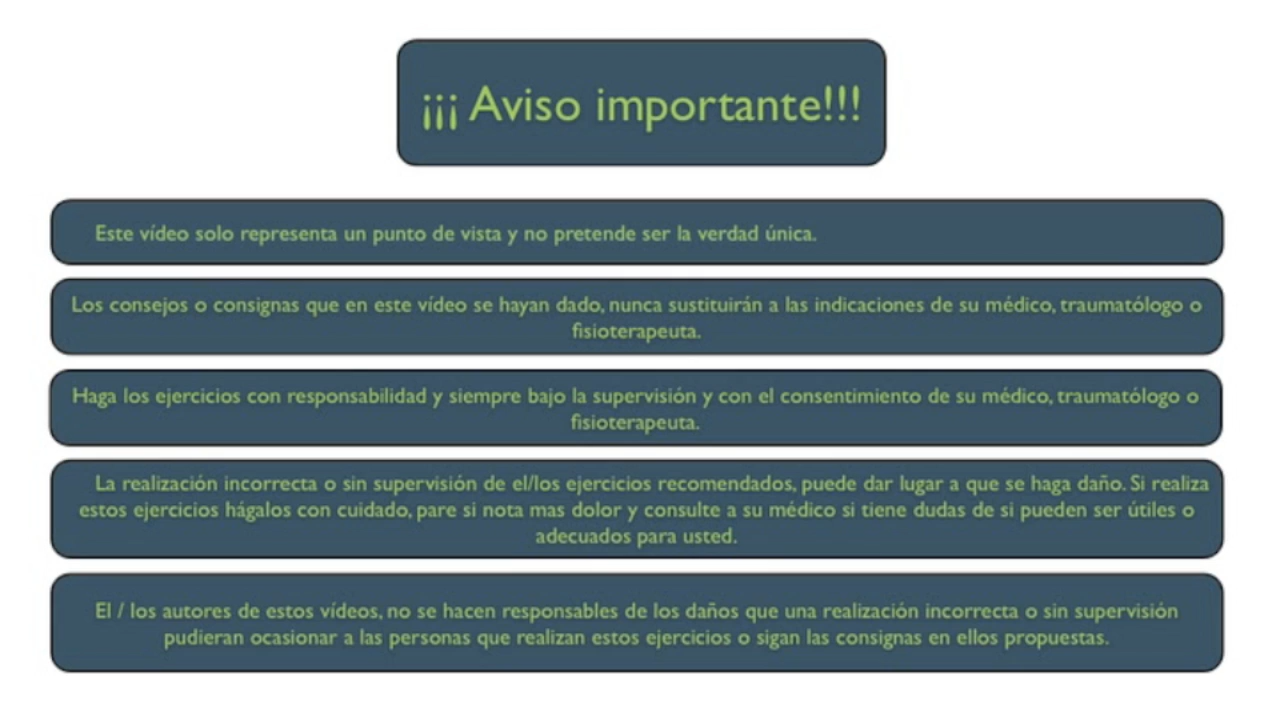 ¡¡¡ Aviso importante!!!
Este vídeo solo representa un punto de vista y no pretende ser la verdad única.
Los consejos o consignas que en este vídeo se hayan dado, nunca sustituirán a las indicaciones de su médico, traumatólogo o
fisioterapeuta.
Haga los ejercicios con responsabilidad y siempre bajo la supervisión y con el consentimiento de su médico, traumatólogo o
fisioterapeuta.
La realización incorrecta o sin supervisión de el/los ejercicios recomendados, puede dar lugar a que se haga daño. Si realiza
estos ejercicios hágalos con cuidado, pare si nota mas dolor y consulte a su médico si tiene dudas de si pueden ser útiles o
adecuados para usted.
El / los autores de estos vídeos, no se hacen responsables de los daños que una realización incorrecta o sin supervisión
pudieran ocasionar a las personas que realizan estos ejercicios o sigan las consignas en ellos propuestas.